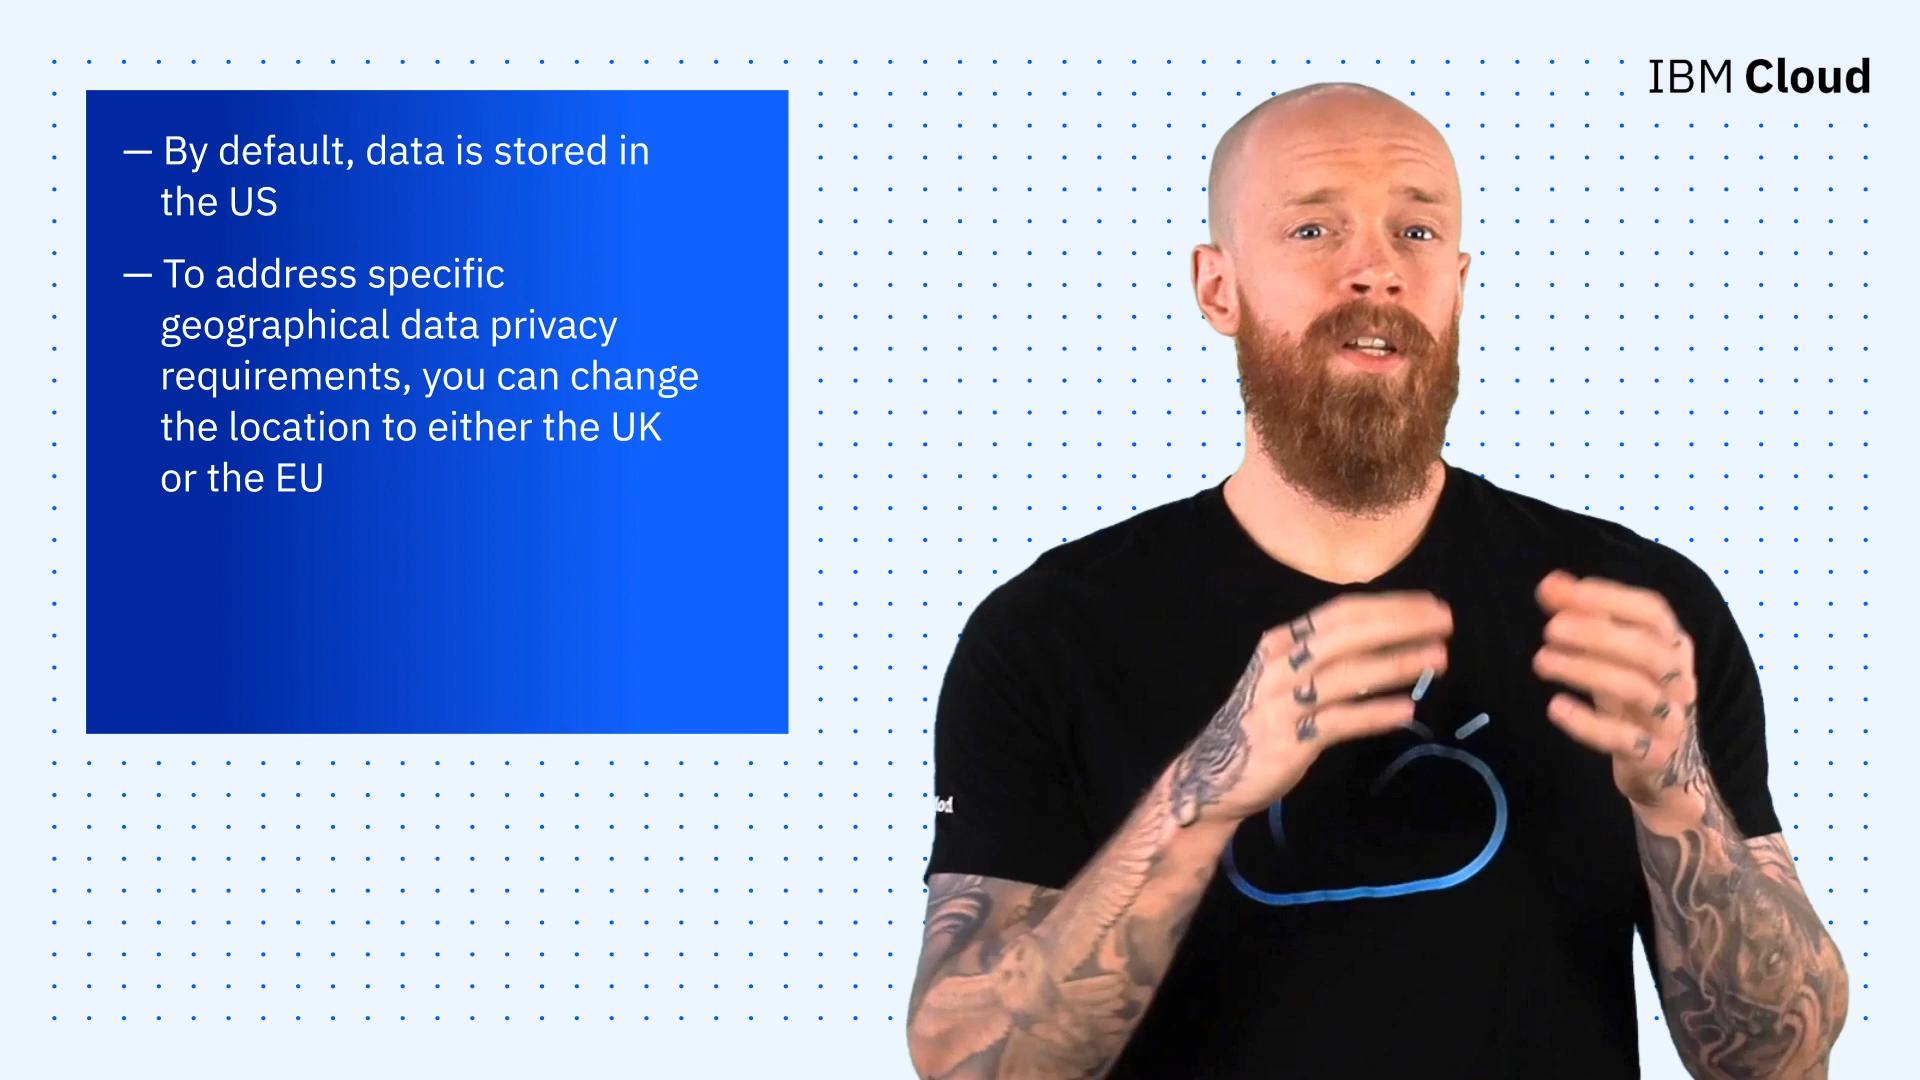 IBM Cloud
— By default, data is stored in
the US
— To address specific
geographical data privacy
requirements, you can change
the location to either the UK
or the EU